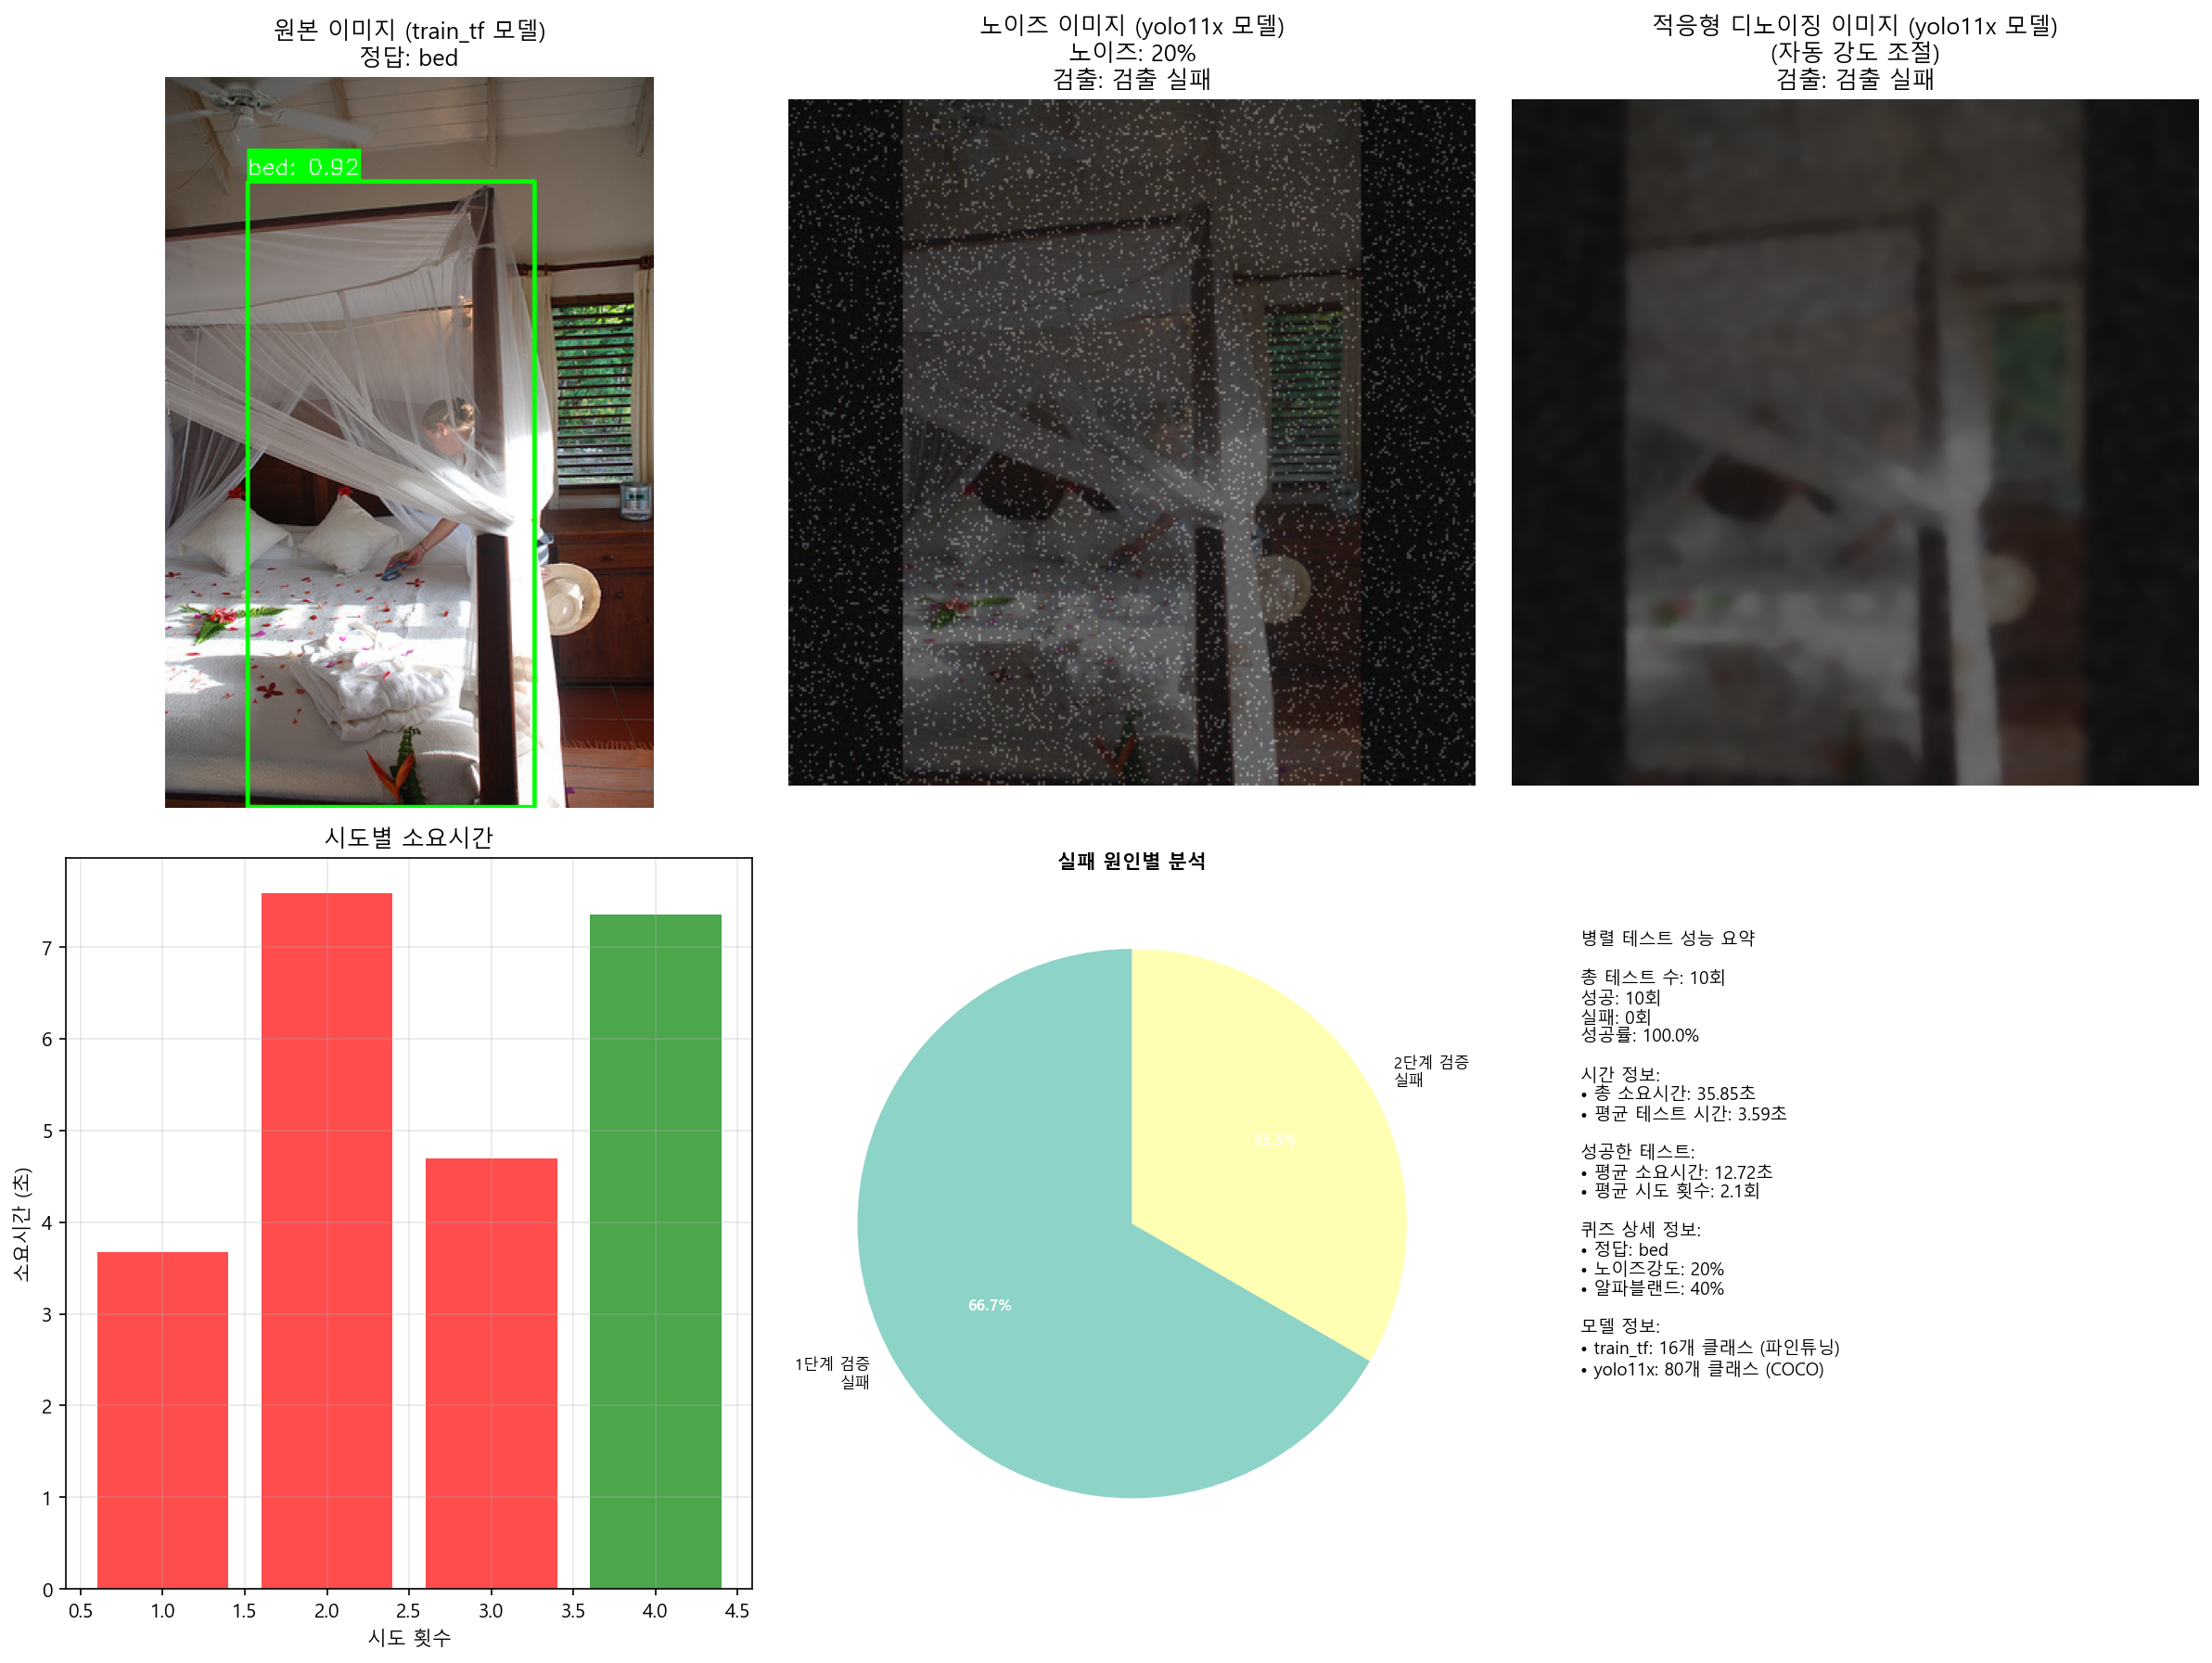 원본 이미지 (train_tf 모델)
정답: bed
bed: 0.92
노이즈 이미지 (yolo11x 모델)
노이즈: 20%
검출: 검출 실패
적응형 디노이징 이미지 (yolo11x 모델)
(자동 강도 조절)
검출: 검출 실패
시도별 소요시간
소요시간 (초)
7
6
5
4
3
2
1
0
0.5 1.0 1.5 2.0 2.5 3.0 3.5 4.0 4.5
시도 횟수
실패 원인별 분석
2단계 검증
실패
33.3%
66.7%
1단계 검증
실패
병렬 테스트 성능 요약
총 테스트 수: 10회
성공: 10회
실패: 0회
성공률: 100.0%
시간 정보:
• 총 소요시간: 35.85초
• 평균 테스트 시간: 3.59초
성공한 테스트:
• 평균 소요시간: 12.72초
• 평균 시도 횟수: 2.1회
퀴즈 상세 정보:
• 정답: bed
• 노이즈강도: 20%
• 알파블랜드: 40%
모델 정보:
• train_tf: 16개 클래스 (파인튜닝)
• yolo11x: 80개 클래스 (COCO)